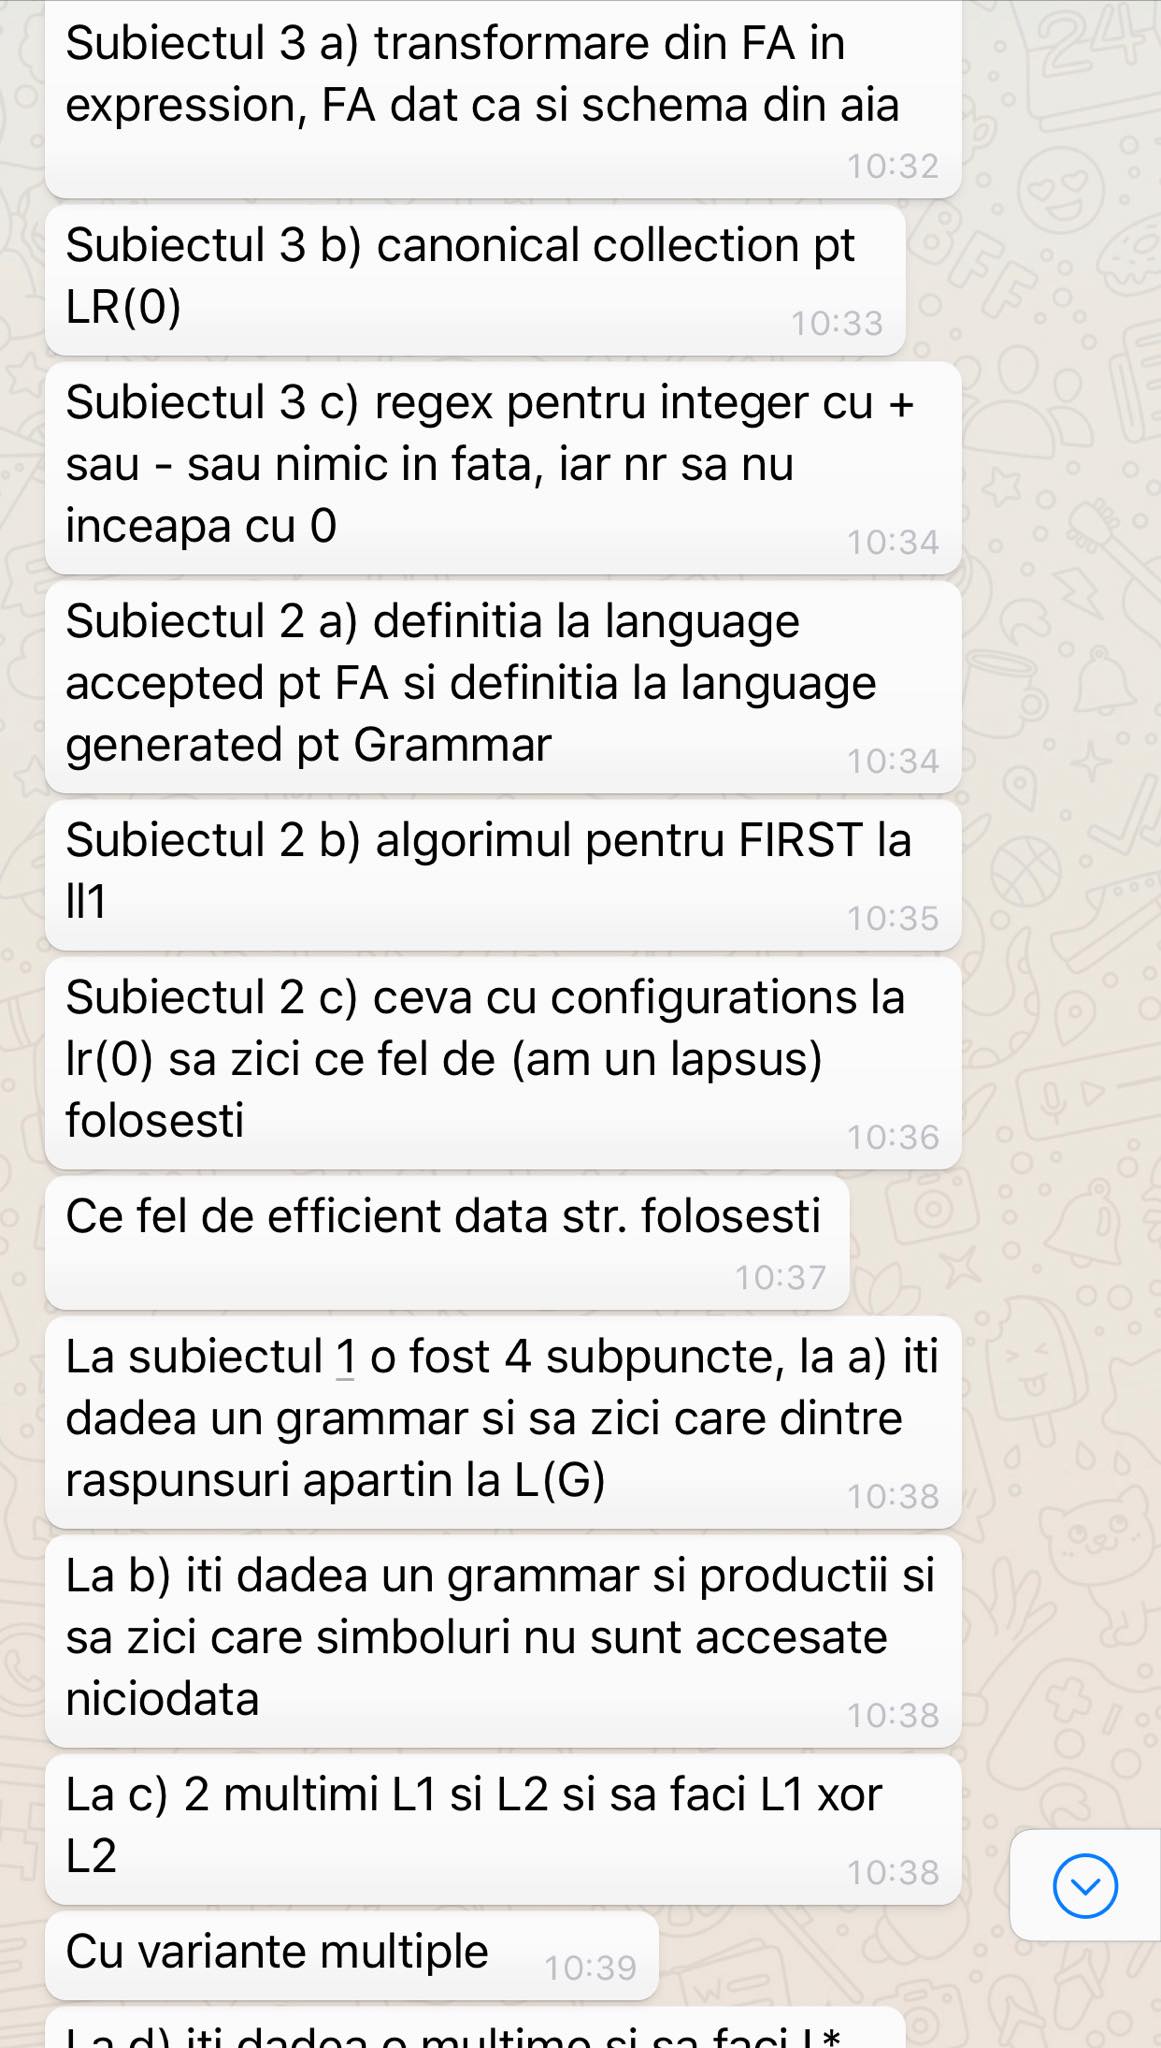 Subiectul 3 a) transformare din FA in
expression, FA dat ca si schema din aia
10:32
Subiectul 3 b) canonical collection pt
LR(0)
10:33
Subiectul 3 c) regex pentru integer cu +
sau - sau nimic in fata, iar nr sa nu
inceapa cu 0
10:34
Subiectul 2 a) definitia la language
accepted pt FA si definitia la language
generated pt Grammar
10:34
Subiectul 2 b) algorimul pentru FIRST la
ll1
10:35
Subiectul 2 c) ceva cu configurations la
lr(0) sa zici ce fel de (am un lapsus)
folosesti
10:36
Ce fel de efficient data str. folosesti
10:37
La subiectul 1 o fost 4 subpuncte, la a) iti
dadea un grammar si sa zici care dintre
raspunsuri apartin la L(G)
10:38
La b) iti dadea un grammar si productii si
sa zici care simboluri nu sunt accesate
niciodata
10:38
La c) 2 multimi L1 si L2 si sa faci L1 xor
L2
10:38
Cu variante multiple
10:39
La d) iti dadea o multime si sa faci L*